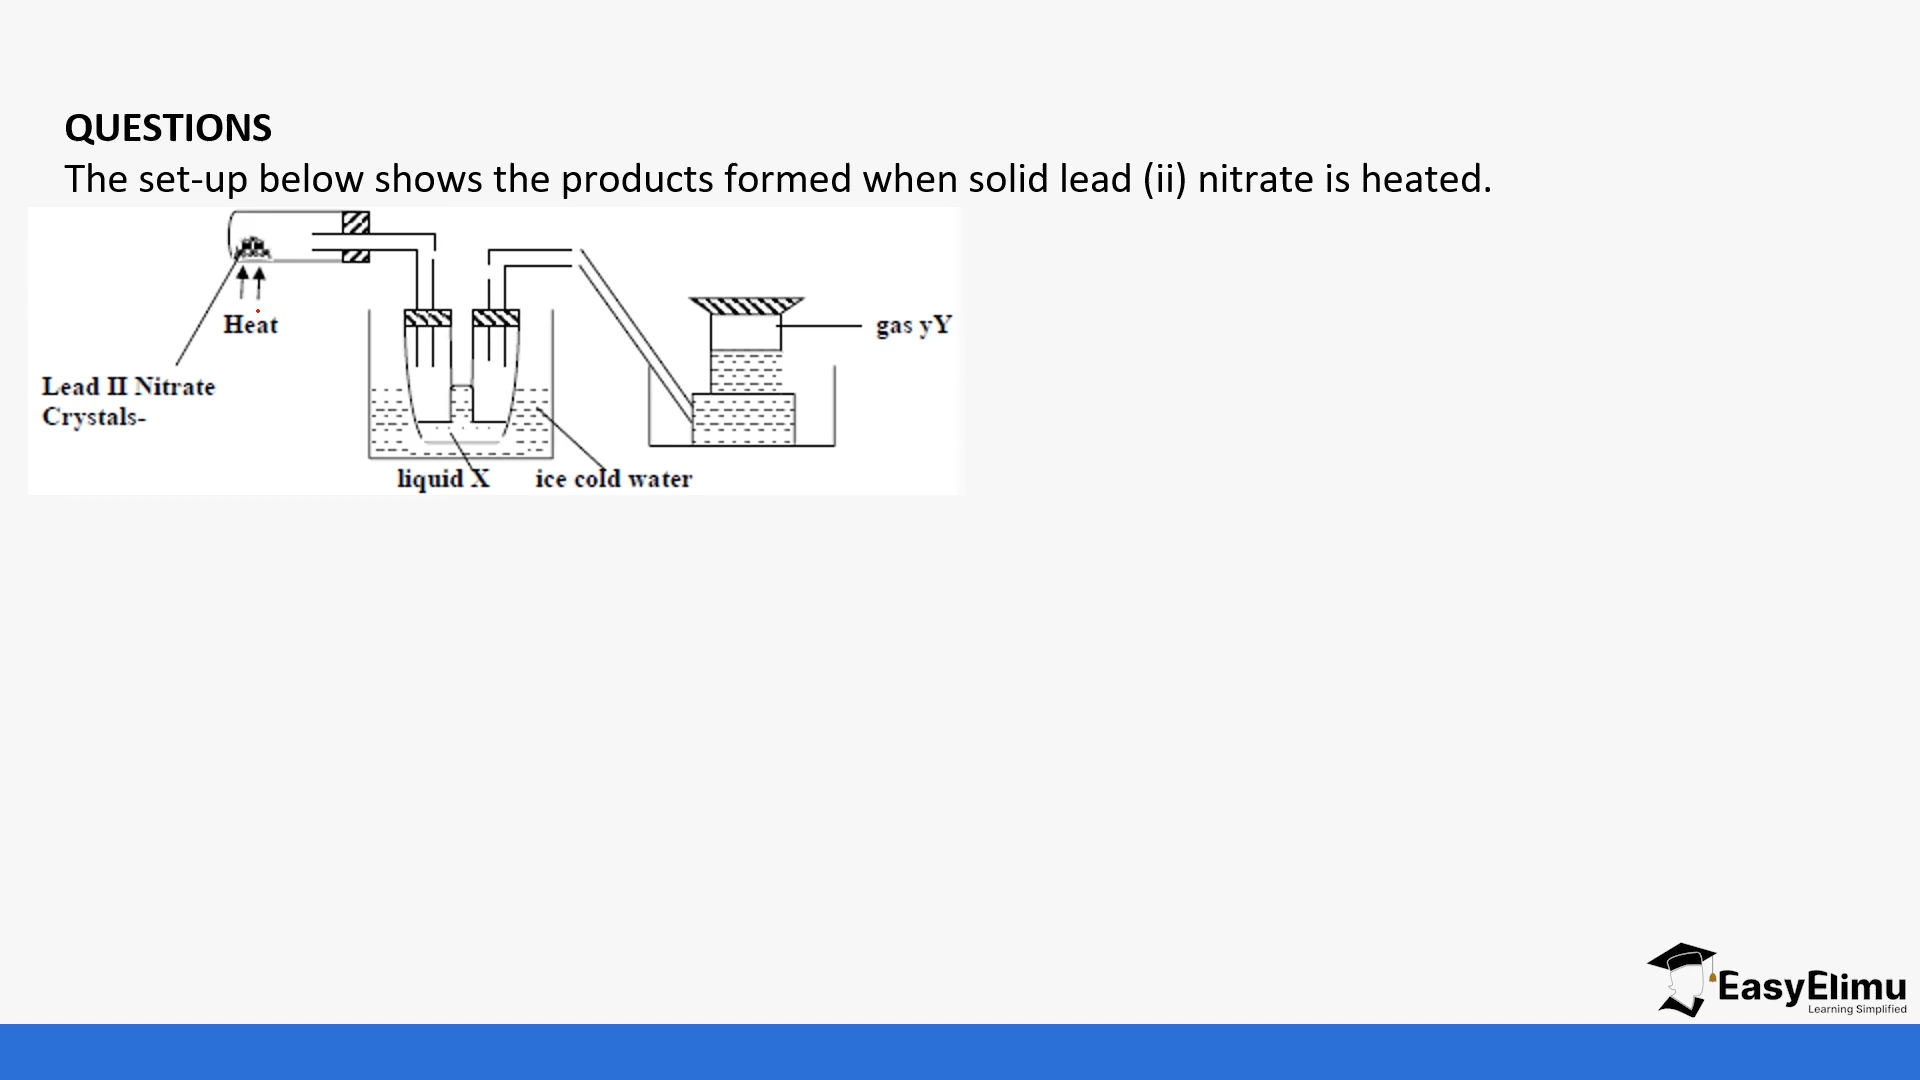 QUESTIONS
The set-up below shows the products formed when solid lead (ii) nitrate is heated.
Heat
gas yY
Lead II Nitrate
Crystals-
liquid X
ice cold water
EasyElimu
Learning Simplified